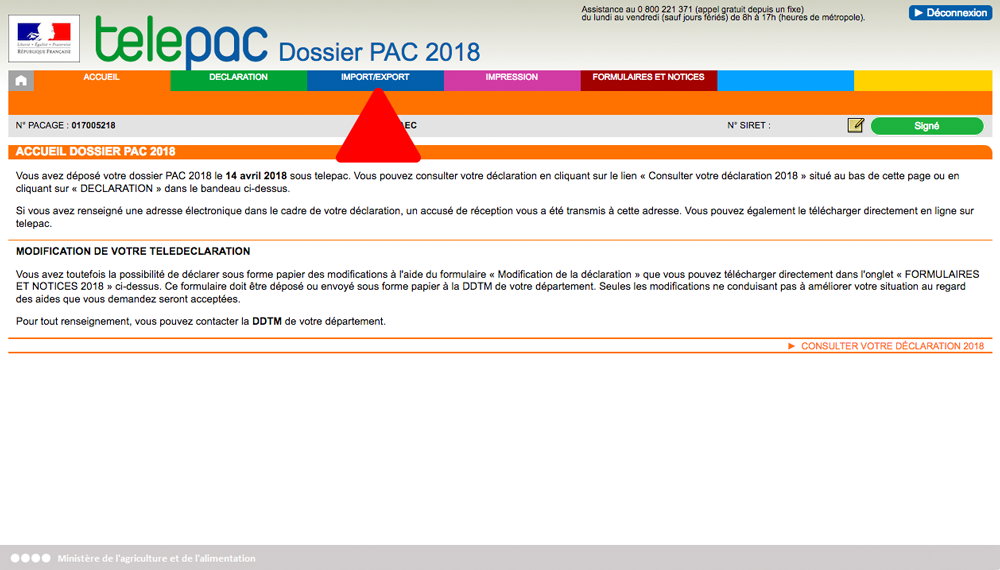 Assistance au 0 800 221 371 (appel gratuit depuis un fixe)
du lundi au vendredi (sauf jours fériés) de 8h à 17h (heures de métropole).
Déconnexion
Liberté • Égalité • Fraternité
RÉPUBLIQUE FRANÇAISE
telepac Dossier PAC 2018
ACCUEIL DECLARATION IMPORT/EXPORT IMPRESSION FORMULAIRES ET NOTICES
N° PACAGE : 017005218 N° SIRET : Signé
ACCUEIL DOSSIER PAC 2018
Vous avez déposé votre dossier PAC 2018 le 14 avril 2018 sous telepac. Vous pouvez consulter votre déclaration en cliquant sur le lien « Consulter votre déclaration 2018 » situé au bas de cette page ou en
cliquant sur « DECLARATION » dans le bandeau ci-dessus.
Si vous avez renseigné une adresse électronique dans le cadre de votre déclaration, un accusé de réception vous a été transmis à cette adresse. Vous pouvez également le télécharger directement en ligne sur
telepac.
MODIFICATION DE VOTRE TELEDECLARATION
Vous avez toutefois la possibilité de déclarer sous forme papier des modifications à l'aide du formulaire « Modification de la déclaration » que vous pouvez télécharger directement dans l'onglet « FORMULAIRES
ET NOTICES 2018 » ci-dessus. Ce formulaire doit être déposé ou envoyé sous forme papier à la DDTM de votre département. Seules les modifications ne conduisant pas à améliorer votre situation au regard
des aides que vous demandez seront acceptées.
Pour tout renseignement, vous pouvez contacter la DDTM de votre département.
CONSULTER VOTRE DÉCLARATION 2018
Ministère de l'agriculture et de l'alimentation